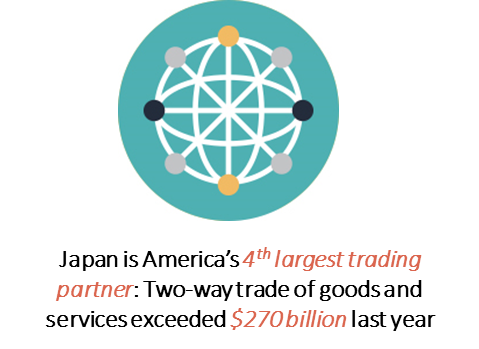 Japan is America's 4th largest trading
partner: Two-way trade of goods and
services exceeded $270 billion last year